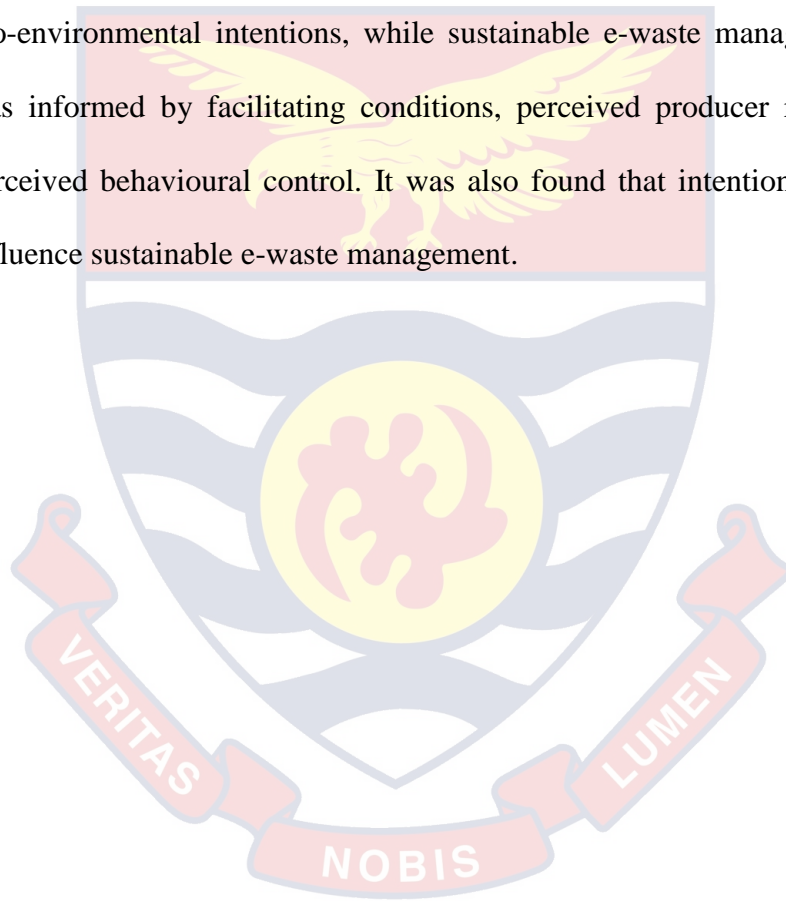 o-environmental intentions, while sustainable e-waste manag
s informed by facilitating conditions, perceived producer
rceived behavioural control. It was also found that intention
fluence sustainable e-waste management.
VERITAS
NOBIS
LUMEN